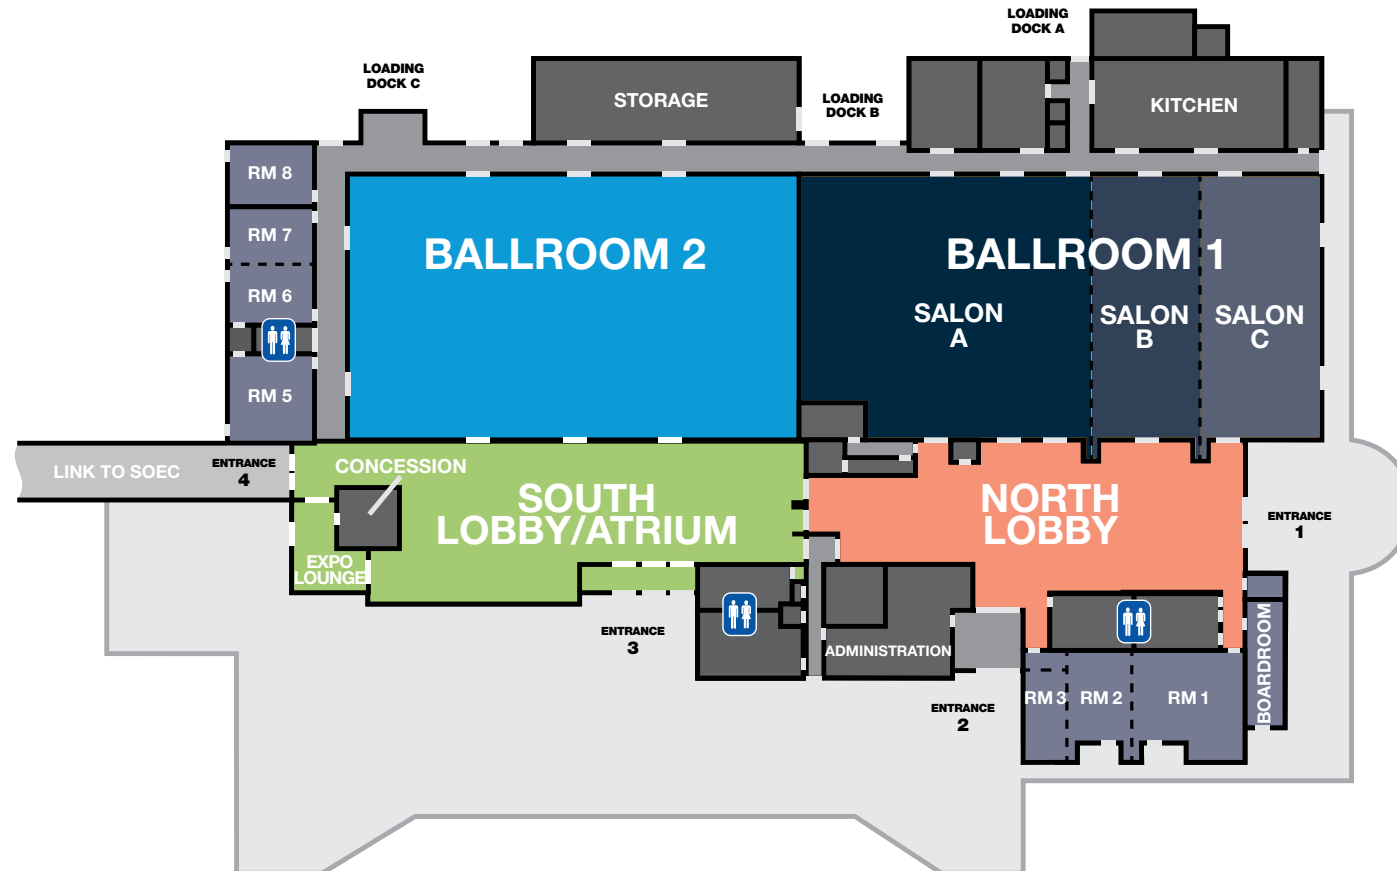 LOADING
DOCK A
LOADING
DOCK C
STORAGE
LOADING
DOCK B
KITCHEN
RM 8
RM 7
RM 6
RM 5
BALLROOM 2
BALLROOM 1
SALON
A
SALON
B
SALON
C
LINK TO SOEC
ENTRANCE
4
CONCESSION
SOUTH
LOBBY/ATRIUM
EXPO
LOUNGE
NORTH
LOBBY
ENTRANCE
1
ENTRANCE
3
ADMINISTRATION
ENTRANCE
2
RM 3
RM 2
RM 1
BOARDROOM